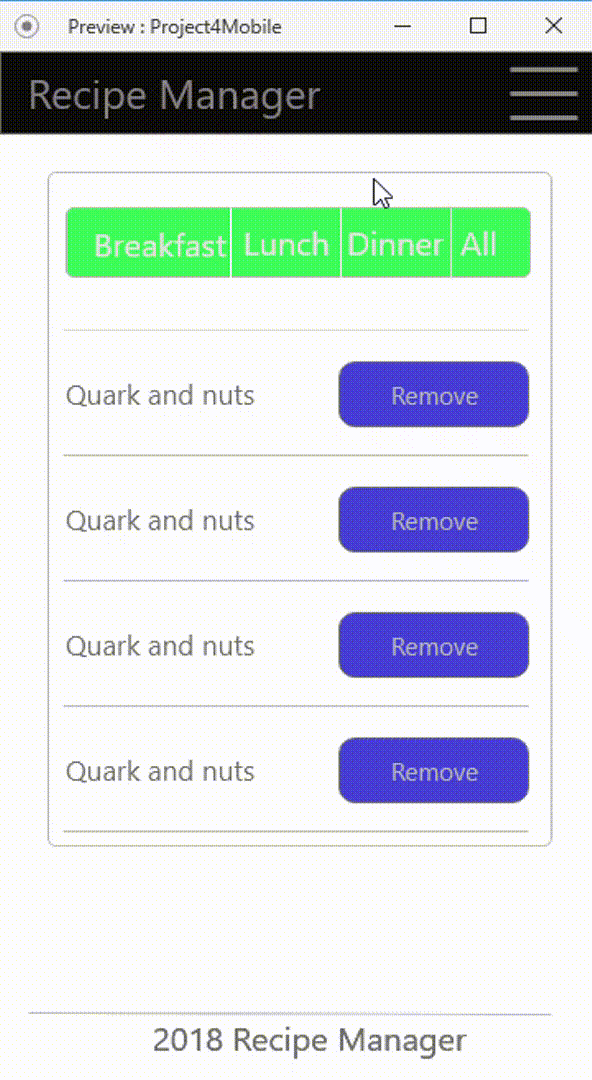 Preview : Project4Mobile
Recipe Manager
Breakfast Lunch Dinner All
Quark and nuts Remove
Quark and nuts Remove
Quark and nuts Remove
Quark and nuts Remove
2018 Recipe Manager